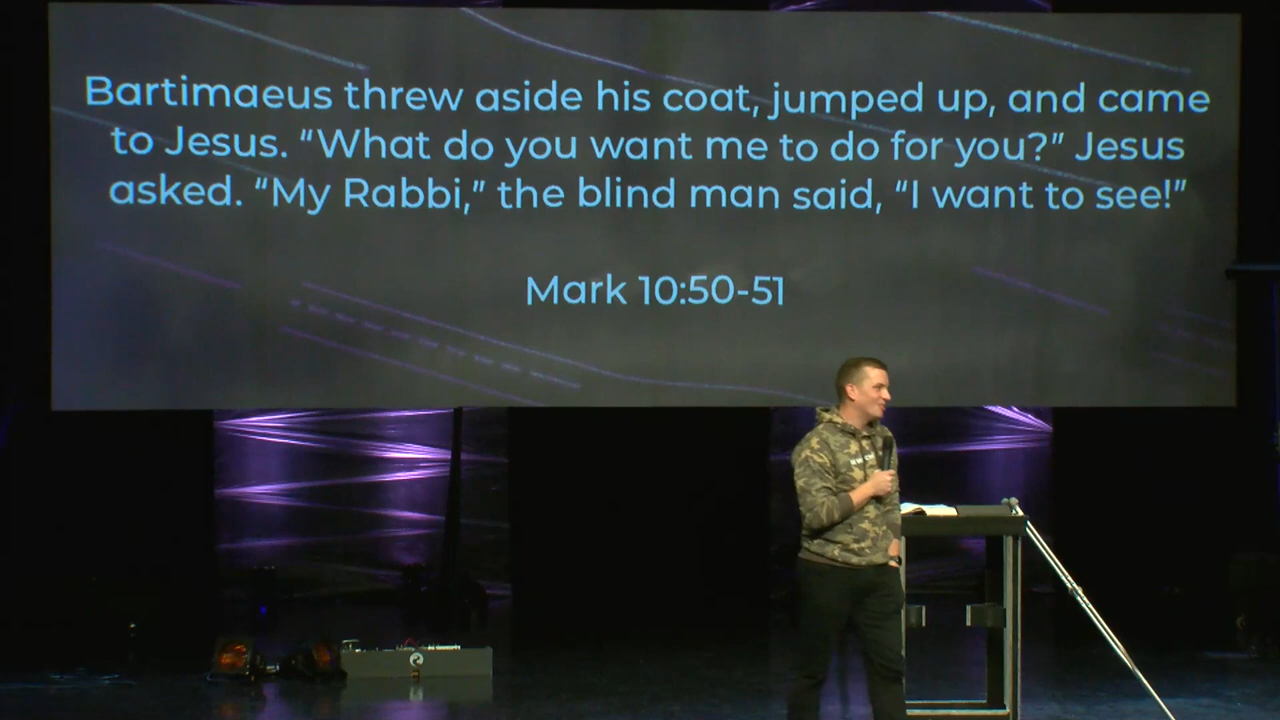 Bartimaeus threw aside his coat, jumped up, and came
to Jesus. “What do you want me to do for you?” Jesus
asked. “My Rabbi,” the blind man said, “I want to see!”
Mark 10:50-51